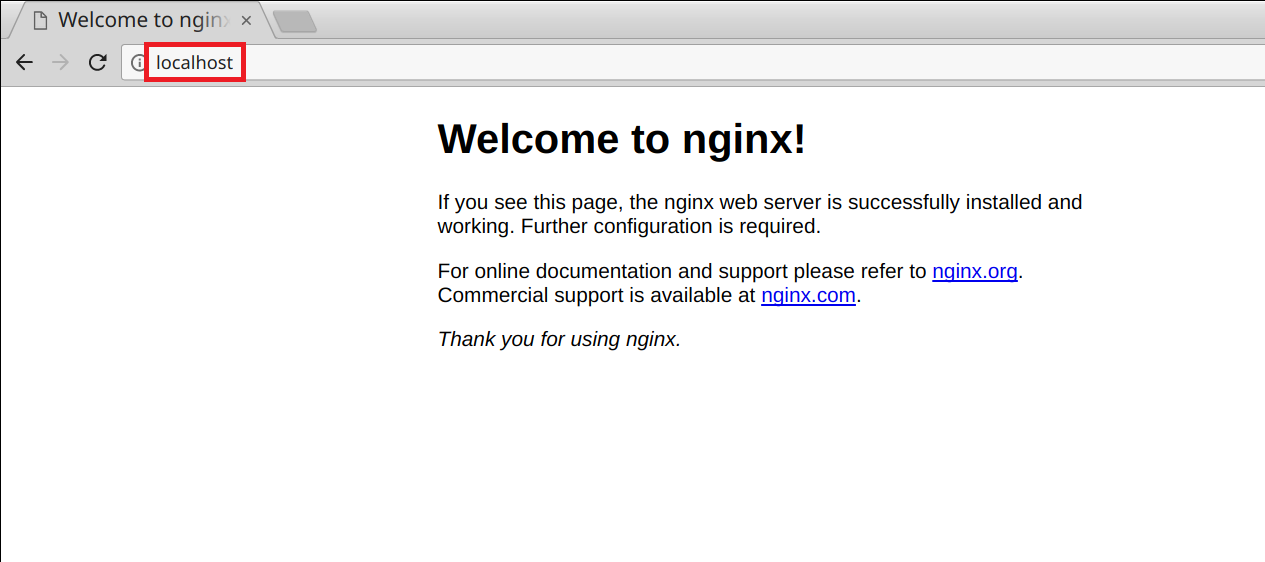 Welcome to nginx
localhost
Welcome to nginx!
If you see this page, the nginx web server is successfully installed and
working. Further configuration is required.
For online documentation and support please refer to nginx.org.
Commercial support is available at nginx.com.
Thank you for using nginx.